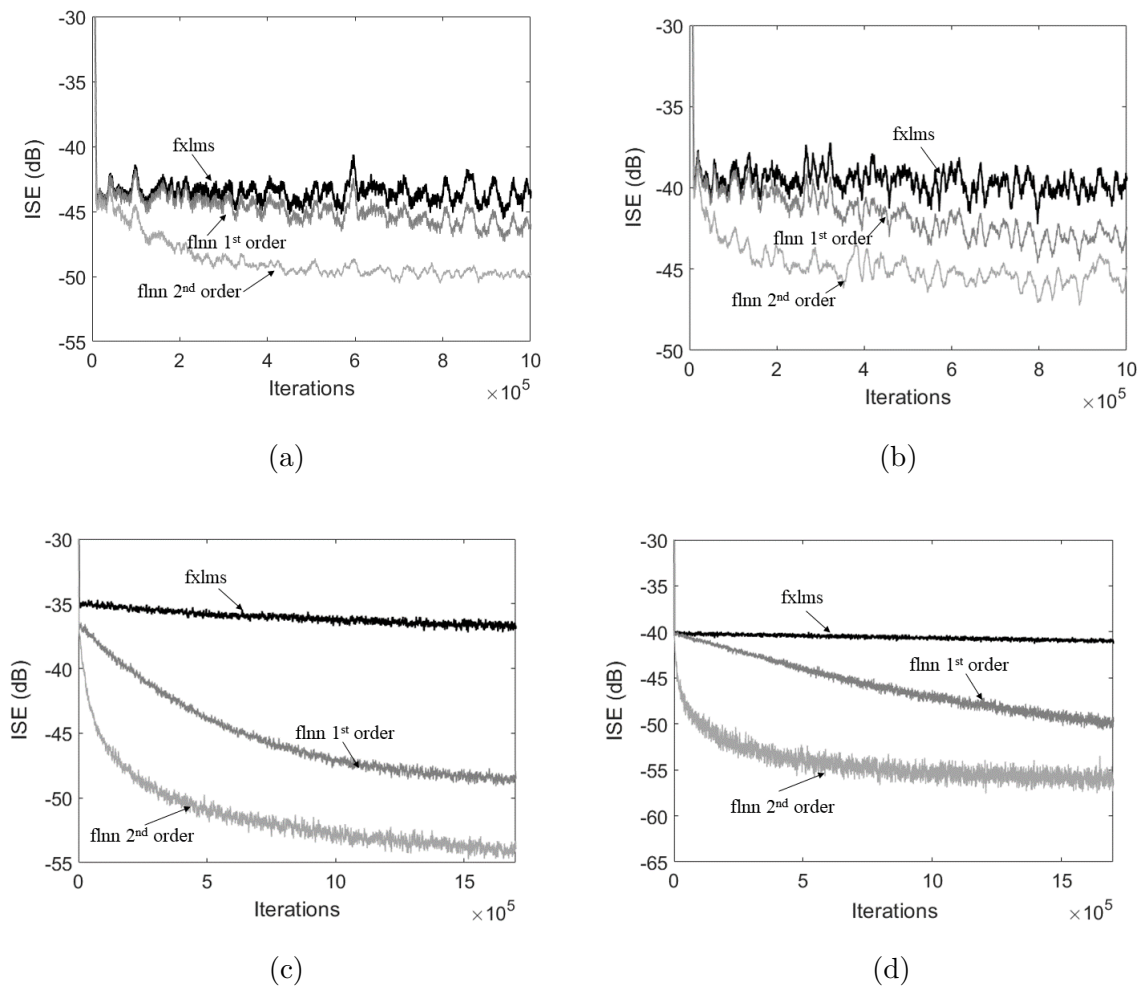 -30
-35
-40
-45
-50
-55
ISE (dB)
fxlms
flnn 1st order
flnn 2nd order
0 2 4 6 8 10
Iterations
×10^5
(a)
-30
-35
-40
-45
-50
ISE (dB)
fxlms
flnn 1st order
flnn 2nd order
0 2 4 6 8 10
Iterations
×10^5
(b)
-30
-35
-40
-45
-50
-55
ISE (dB)
fxlms
flnn 1st order
flnn 2nd order
0 5 10 15
Iterations
×10^5
(c)
-30
-35
-40
-45
-50
-55
-60
-65
ISE (dB)
fxlms
flnn 1st order
flnn 2nd order
0 5 10 15
Iterations
×10^5
(d)